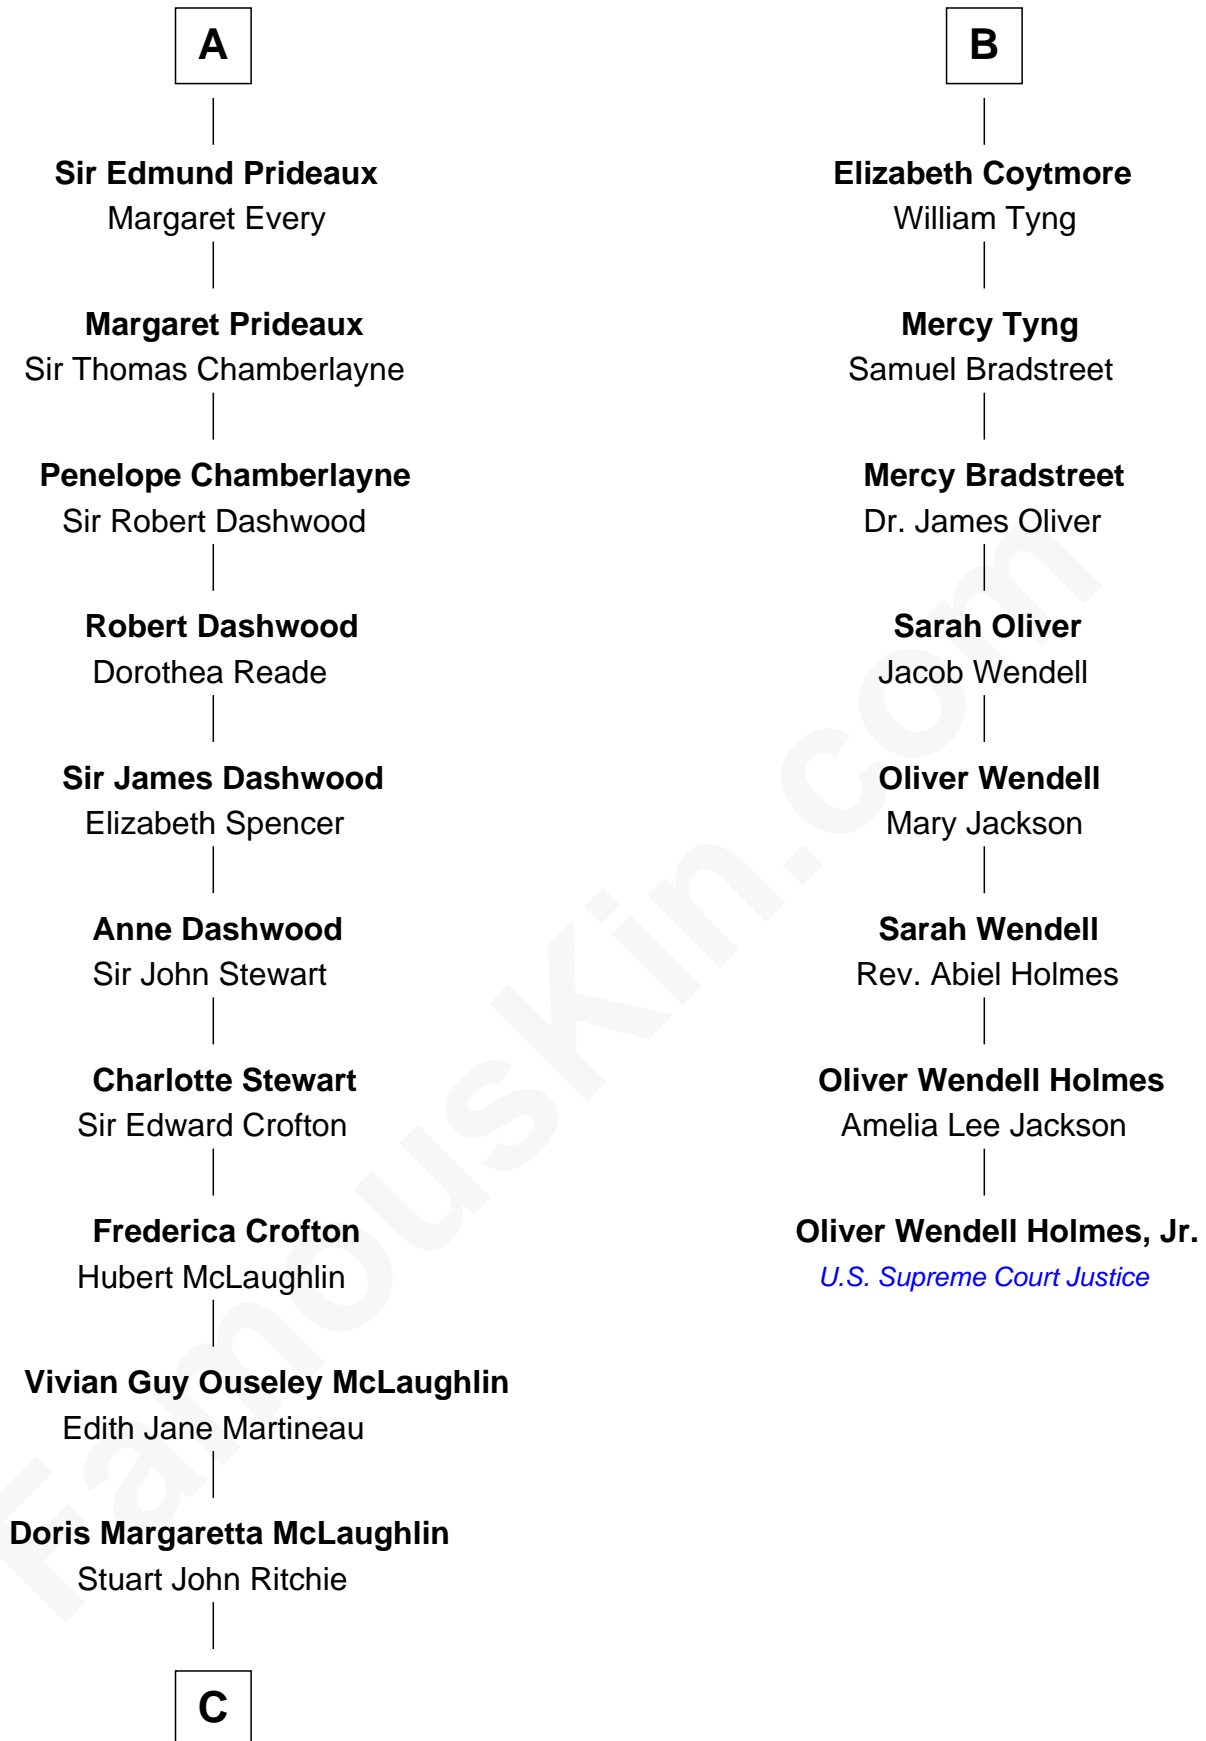 A
Sir Edmund Prideaux
Margaret Every
Margaret Prideaux
Sir Thomas Chamberlayne
Penelope Chamberlayne
Sir Robert Dashwood
Robert Dashwood
Dorothea Reade
Sir James Dashwood
Elizabeth Spencer
Anne Dashwood
Sir John Stewart
Charlotte Stewart
Sir Edward Crofton
Frederica Crofton
Hubert McLaughlin
Vivian Guy Ouseley McLaughlin
Edith Jane Martineau
Doris Margaretta McLaughlin
Stuart John Ritchie
C
B
Elizabeth Coytmore
William Tyng
Mercy Tyng
Samuel Bradstreet
Mercy Bradstreet
Dr. James Oliver
Sarah Oliver
Jacob Wendell
Oliver Wendell
Mary Jackson
Sarah Wendell
Rev. Abiel Holmes
Oliver Wendell Holmes
Amelia Lee Jackson
Oliver Wendell Holmes, Jr.
U.S. Supreme Court Justice
FamousKin.com